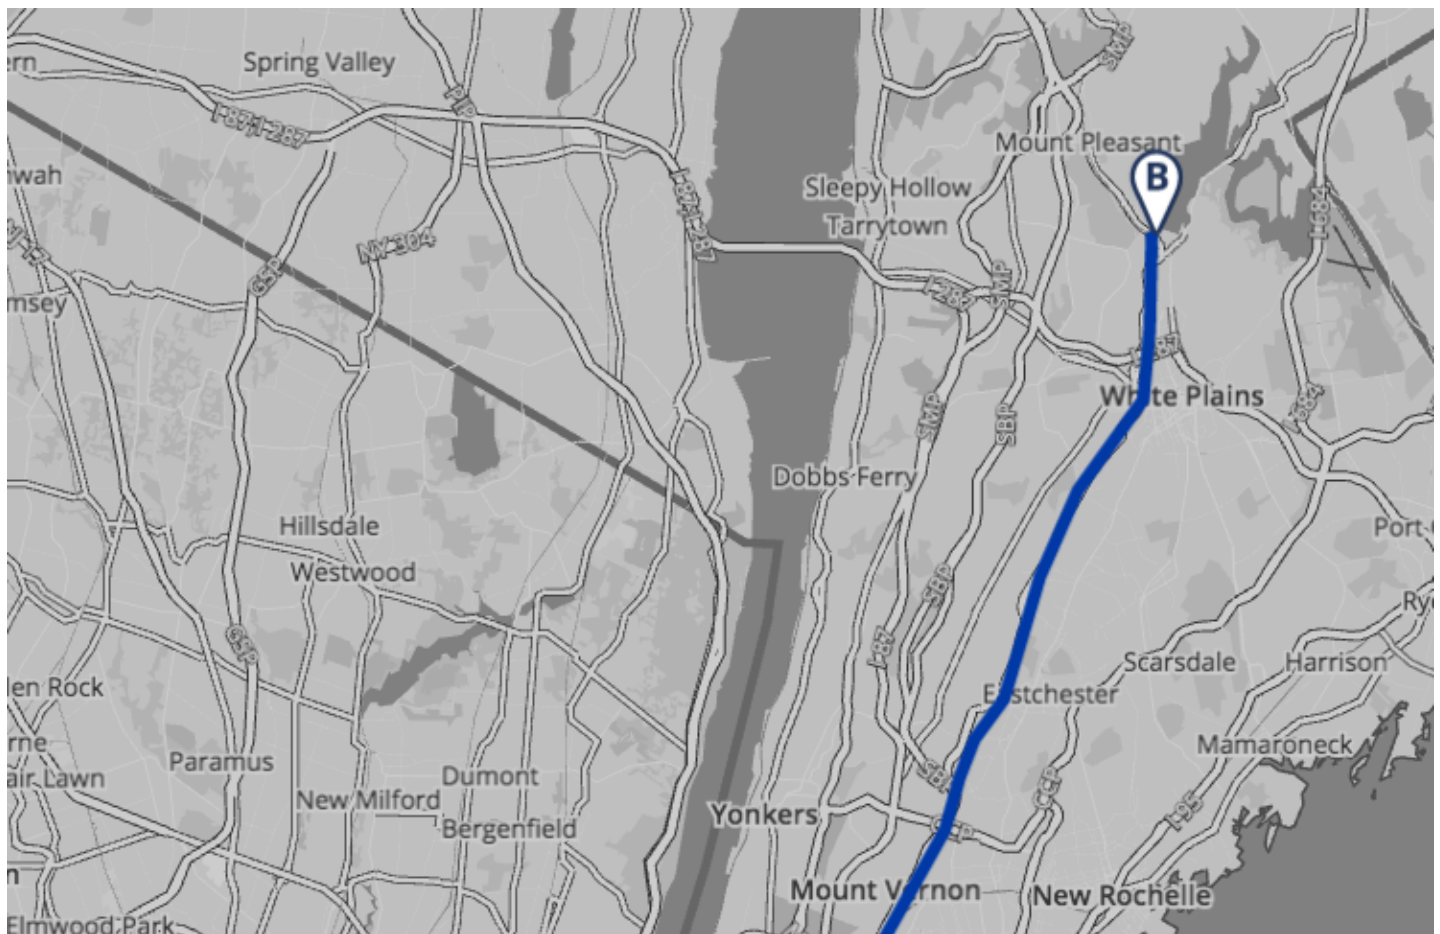 ern
Spring Valley
SMP
PIP
I-87;I-287
Mount Pleasant
B
wah
Sleepy Hollow
I-87;I-287
Tarrytown
I-684
NY 304
GSP
SMP
I 287
msey
White Plains
SMP
SBP
I-684
Dobbs Ferry
Hillsdale
Port
Westwood
SBP
GSP
I-87
Scarsdale
Harrison
len Rock
Eastchester
rne
Mamaroneck
Paramus
air Lawn
Dumont
SBP
CCP
New Milford
I-95
Yonkers
Bergenfield
CCP
n
Mount Vernon
New Rochelle
Elmwood Park